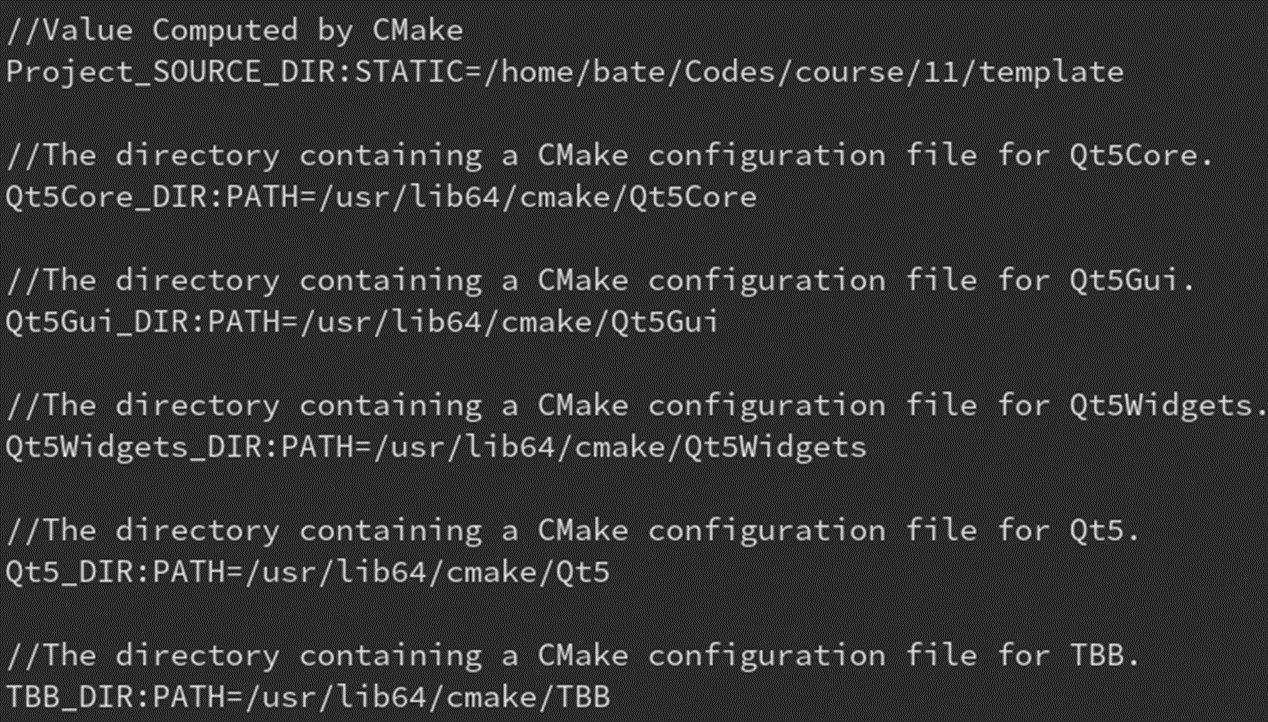 //Value Computed by CMake
Project_SOURCE_DIR:STATIC=/home/bate/Codes/course/11/template
//The directory containing a CMake configuration file for Qt5Core.
Qt5Core_DIR:PATH=/usr/lib64/cmake/Qt5Core
//The directory containing a CMake configuration file for Qt5Gui.
Qt5Gui_DIR:PATH=/usr/lib64/cmake/Qt5Gui
//The directory containing a CMake configuration file for Qt5Widgets.
Qt5Widgets_DIR:PATH=/usr/lib64/cmake/Qt5Widgets
//The directory containing a CMake configuration file for Qt5.
Qt5_DIR:PATH=/usr/lib64/cmake/Qt5
//The directory containing a CMake configuration file for TBB.
TBB_DIR:PATH=/usr/lib64/cmake/TBB